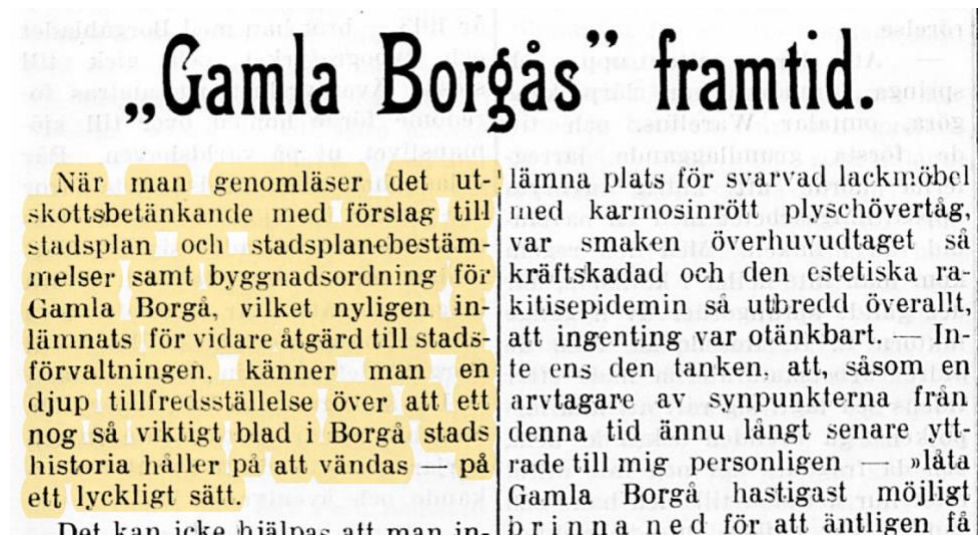 „Gamla Borgås” framtid.
När man genomläser det ut-
skottsbetänkande med förslag till
stadsplan och stadsplanebestäm-
melser samt byggnadsordning för
Gamla Borgå, vilket nyligen in-
lämnats för vidare åtgärd till stads-
förvaltningen, känner man en
djup tillfredsställelse över att ett
nog så viktigt blad i Borgå stads
historia håller på att vändas på
ett lyckligt sätt.
Det kan icke hjälpas att man in-
lämna plats för svarvad lackmöbel
med karmosinrött plyschövertåg,
var smaken överhuvudtaget så
kräftskadad och den estetiska ra-
kitisepidemin så utbredd överallt,
att ingenting var otänkbart. In-
te ens den tanken, att, såsom en
arvtagare av synpunkterna från
denna tid ännu långt senare ytt-
rade till mig personligen »låta
Gamla Borgå hastigast möjligt
brinna ned för att äntligen få